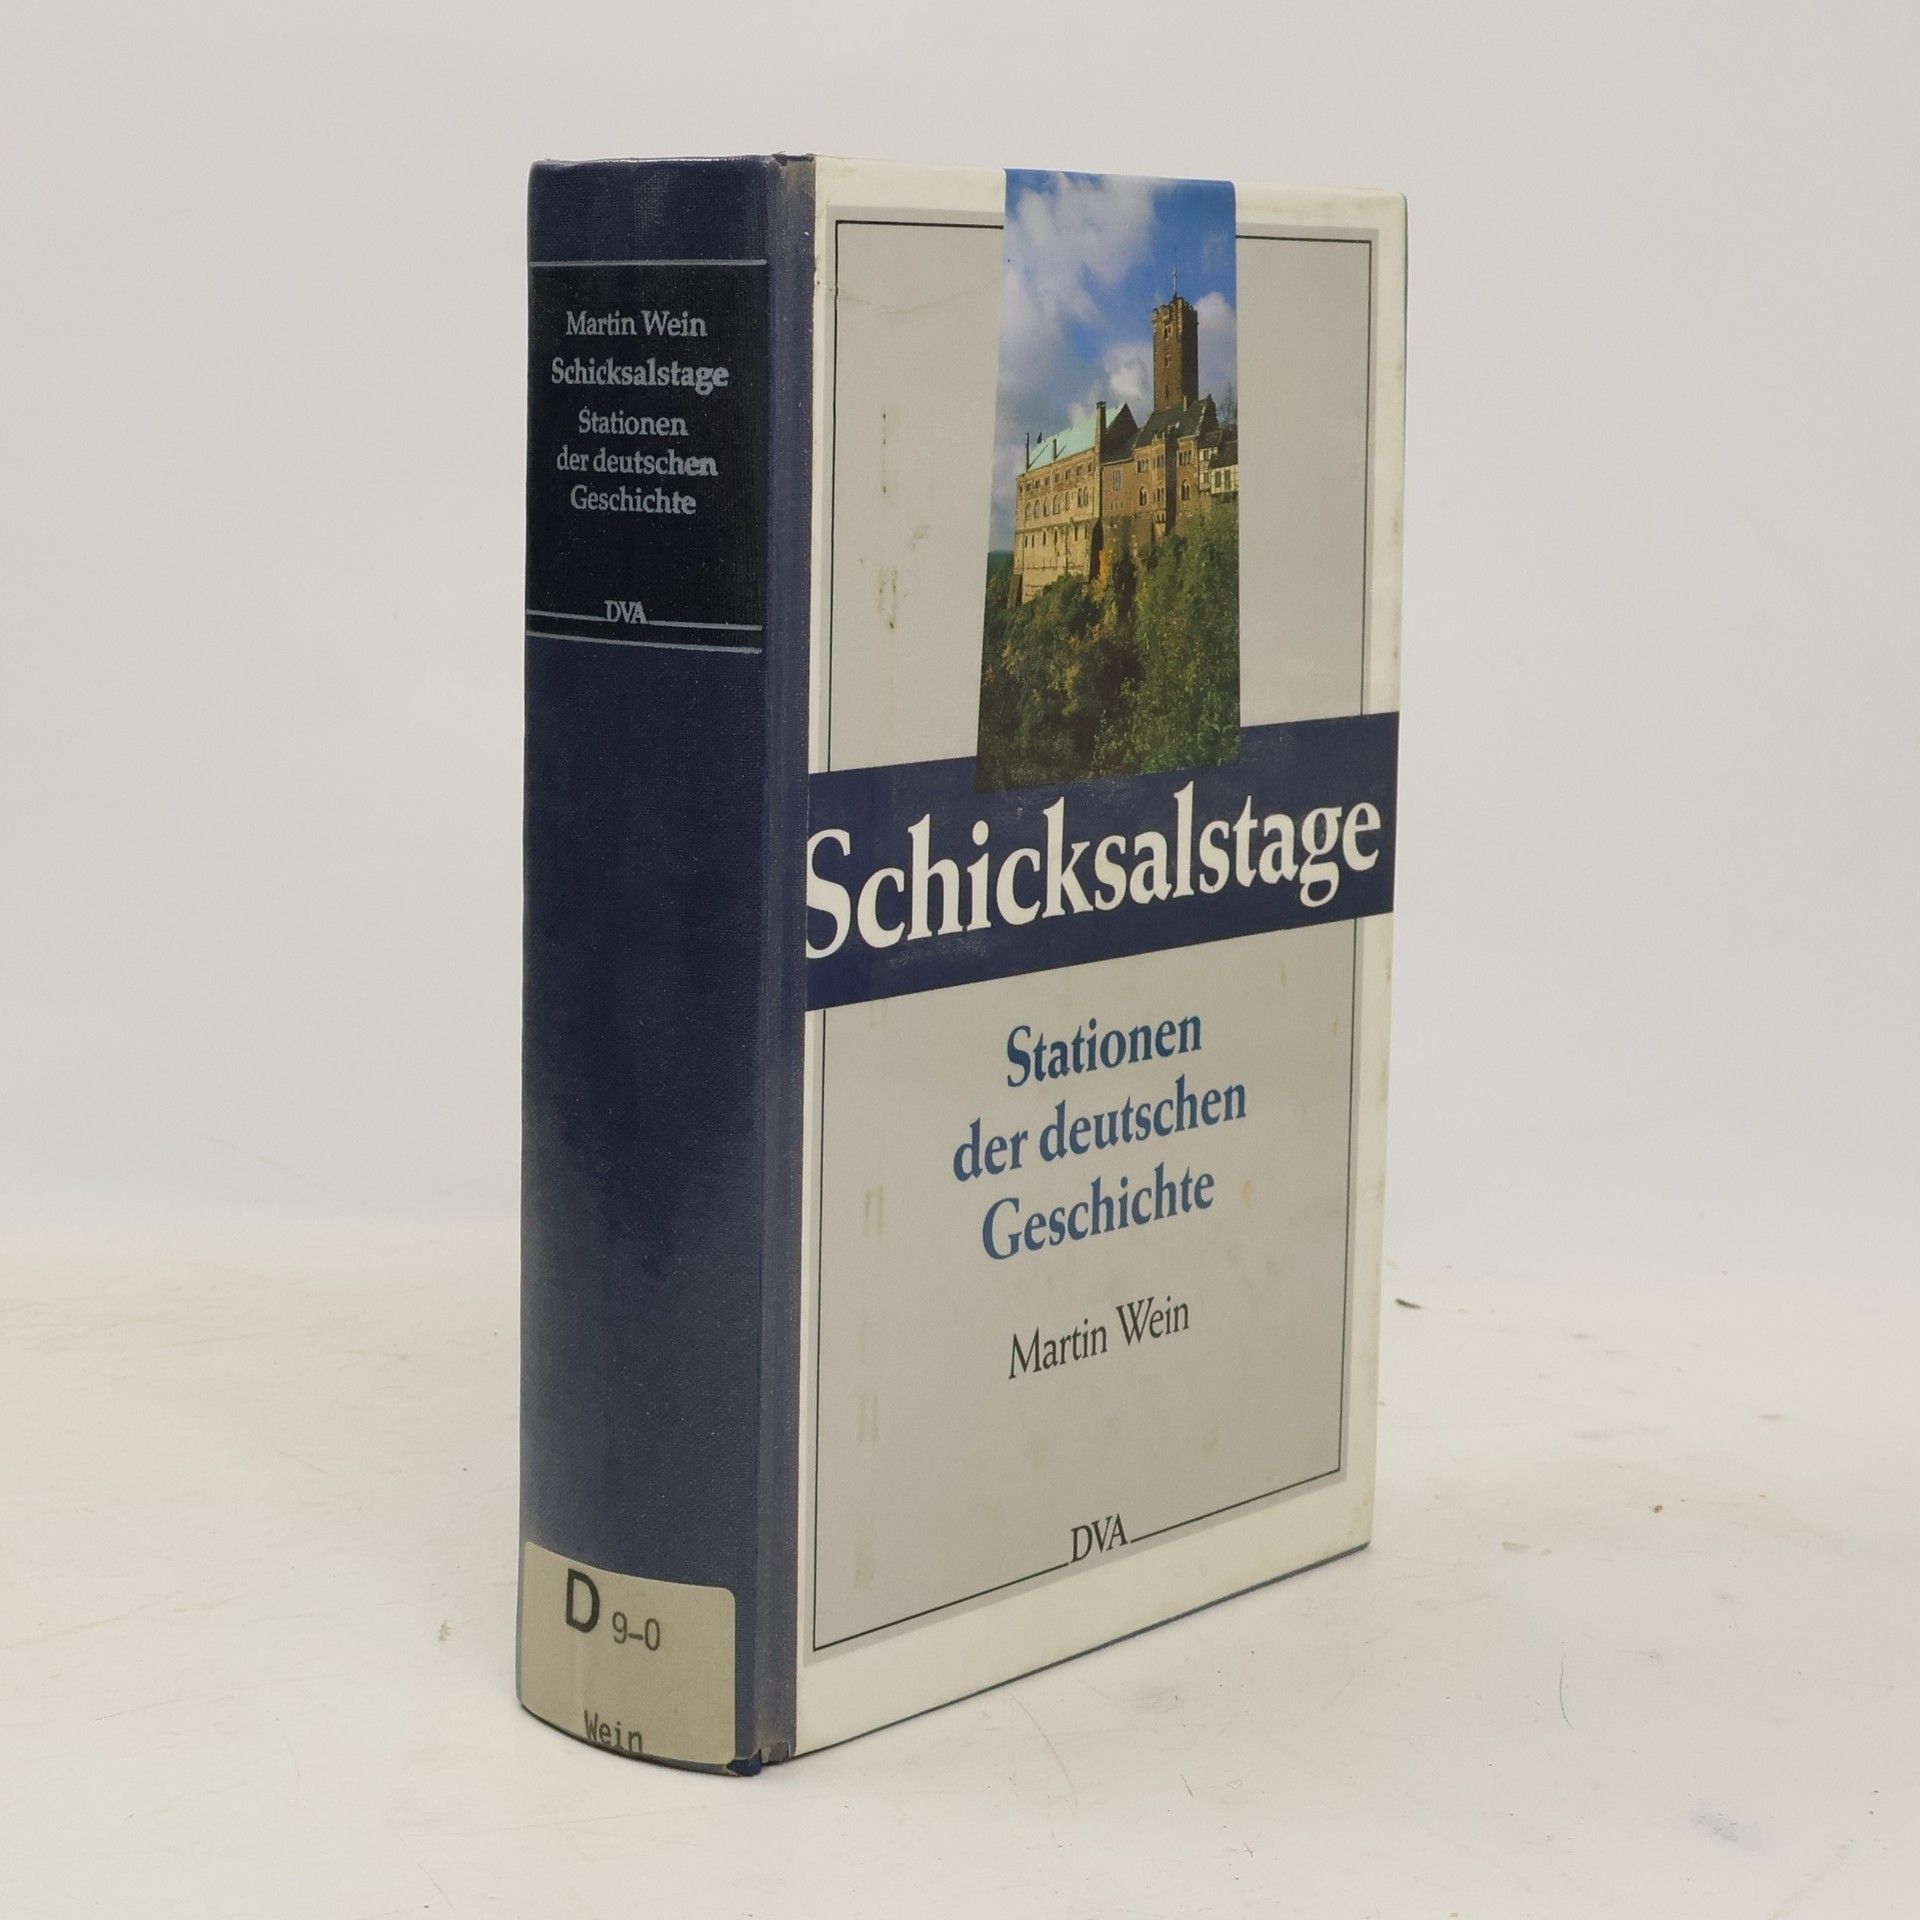 Martin Wein
Schicksalstage
Stationen
der deutschen
Geschichte
DVA
D 9-0
Wein
Schicksalstage
Stationen
der deutschen
Geschichte
Martin Wein
DVA